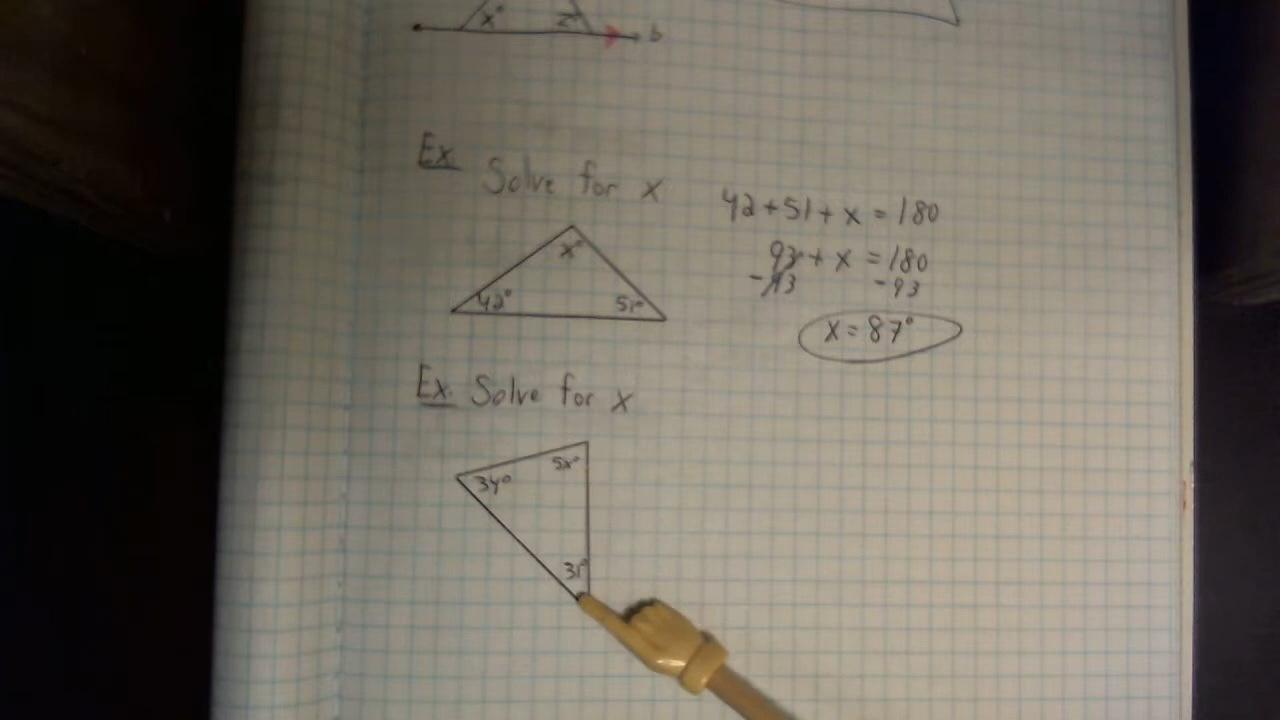 x° z° b
Ex. Solve for x
42+51+x=180
93+x=180
-93 -93
x=87°
x°
42° 51°
Ex. Solve for x
5x°
34°
31°